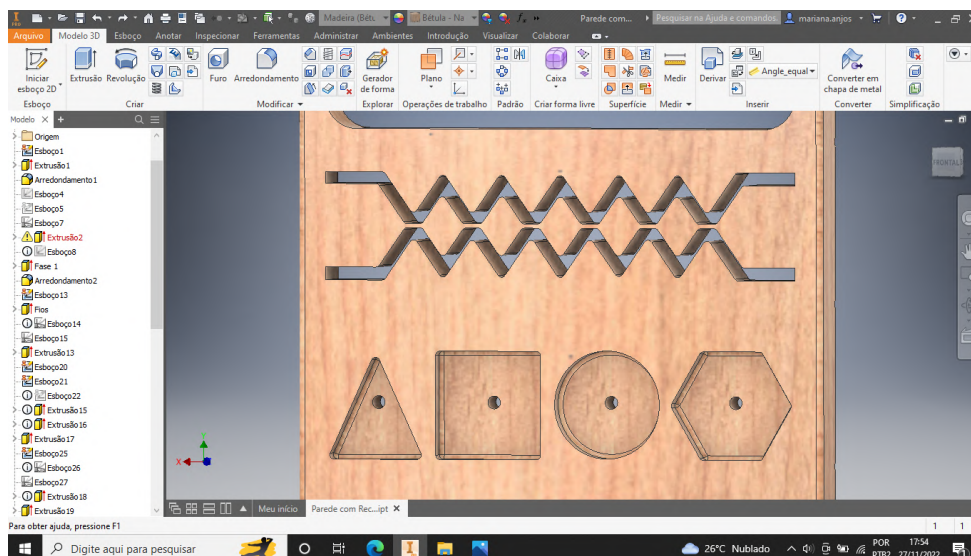 Madeira (Bétu
Bétula - Na
Parede com...
Pesquisar na Ajuda e comandos.
mariana.anjos
Arquivo Modelo 3D Esboço Anotar Inspecionar Ferramentas Administrar Ambientes Introdução Visualizar Colaborar
Iniciar esboço 2D
Extrusão Revolução
Furo Arredondamento
Gerador de forma
Plano
Caixa
Medir
Derivar
Angle_equal
Converter em chapa de metal
Esboço Criar Modificar Explorar Operações de trabalho Padrão Criar forma livre Superfície Medir Inserir Converter Simplificação
Modelo
Origem
Esboço1
Extrusão1
Arredondamento1
Esboço4
Esboço5
Esboço7
Extrusão2
Esboço8
Fase 1
Arredondamento2
Esboço13
Fios
Esboço14
Esboço15
Extrusão13
Esboço20
Esboço21
Esboço22
Extrusão15
Extrusão16
Extrusão17
Esboço25
Esboço26
Esboço27
Extrusão18
Extrusão19
FRONTAL
X
Meu início Parede com Rec...ipt
Para obter ajuda, pressione F1
1 1
Digite aqui para pesquisar
26°C Nublado
POR
PTB2
17:54
27/11/2022